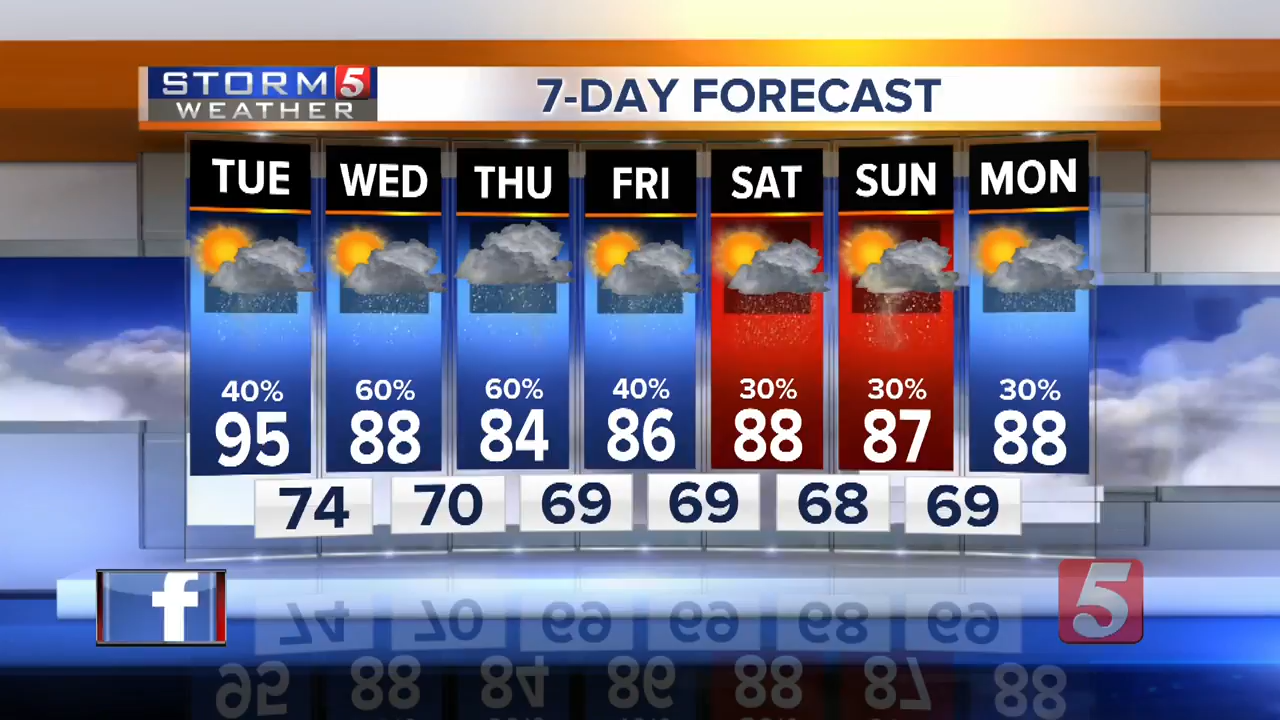 STORM 5
WEATHER
7-DAY FORECAST
TUE WED THU FRI SAT SUN MON
40% 60% 60% 40% 30% 30% 30%
95 88 84 86 88 87 88
74 70 69 69 68 69
f
5